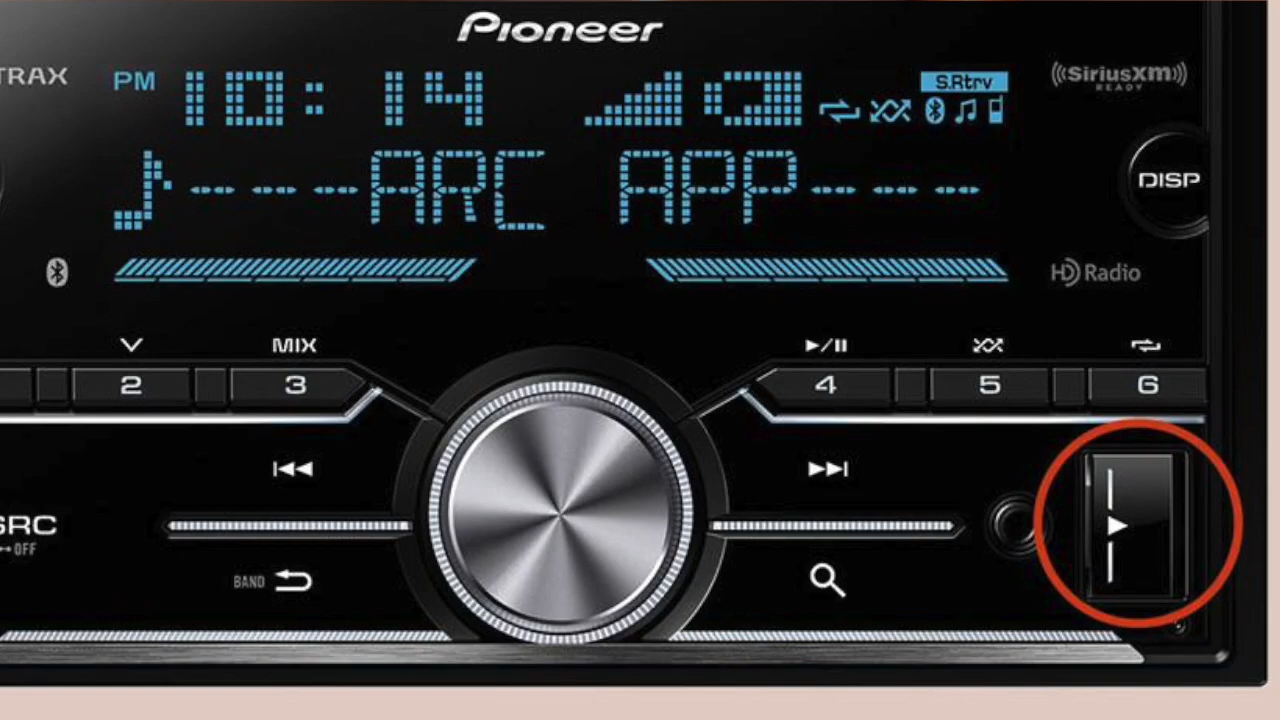 Pioneer
TRAX
PM 10:14
S.Rtrv
SiriusXM
READY
---ARC APP---
DISP
HD Radio
MIX
2
3
4
5
6
SRC
OFF
BAND